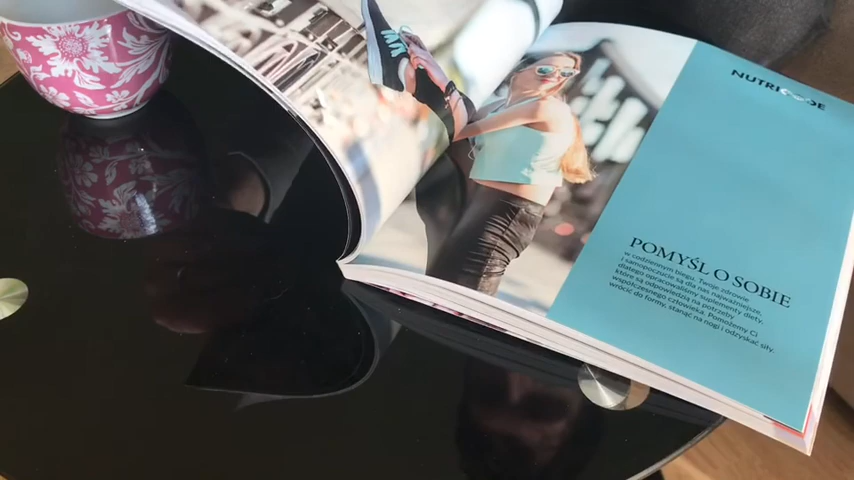 NUTRICODE
POMYŚL O SOBIE
w codziennym biegu. Twoje zdrowie
i samopoczucie są dla nas najważniejsze,
dlatego opracowaliśmy suplementy diety,
które są odpowiedzią na potrzeby
współczesnego człowieka. Pomożemy Ci
wrócić do formy, stanąć na nogi i odzyskać siły.